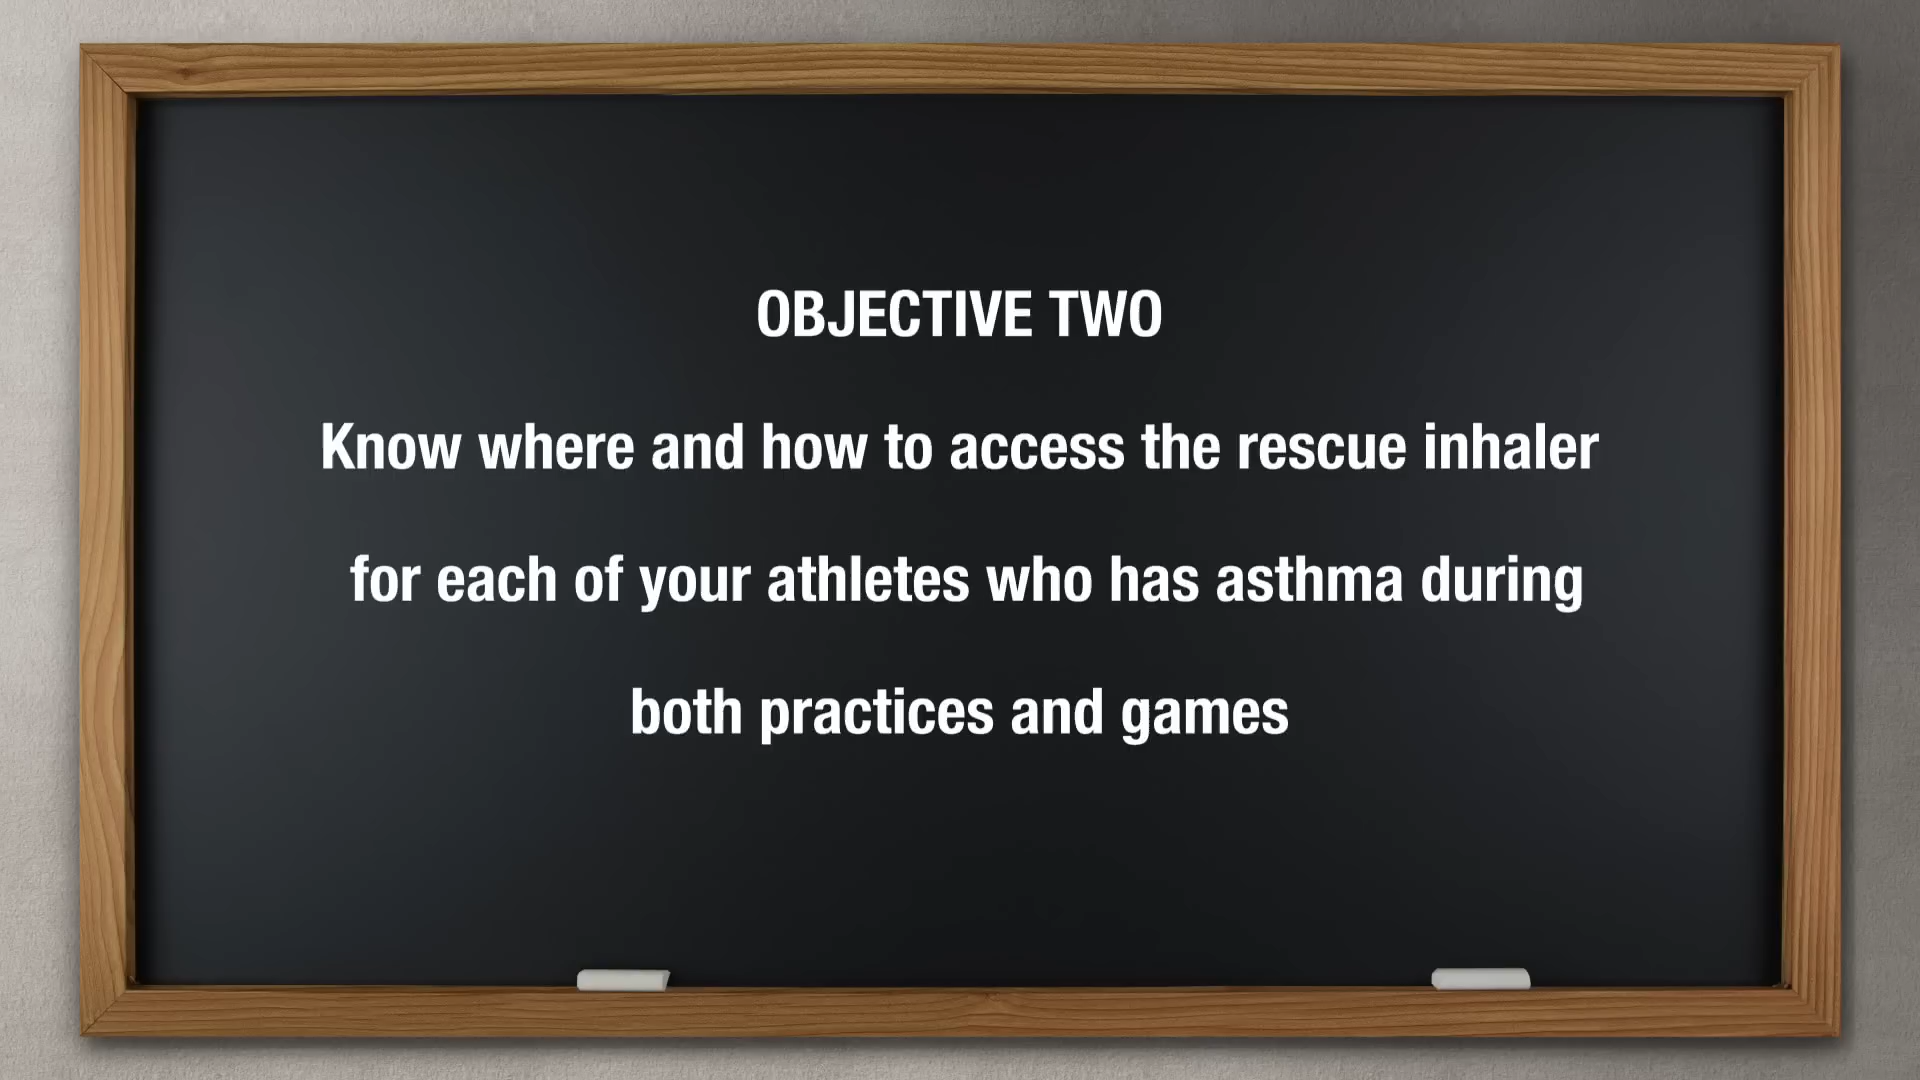 OBJECTIVE TWO
Know where and how to access the rescue inhaler
for each of your athletes who has asthma during
both practices and games